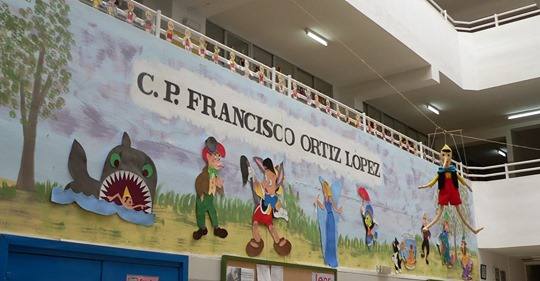 C.P. FRANCISCO ORTIZ LOPEZ